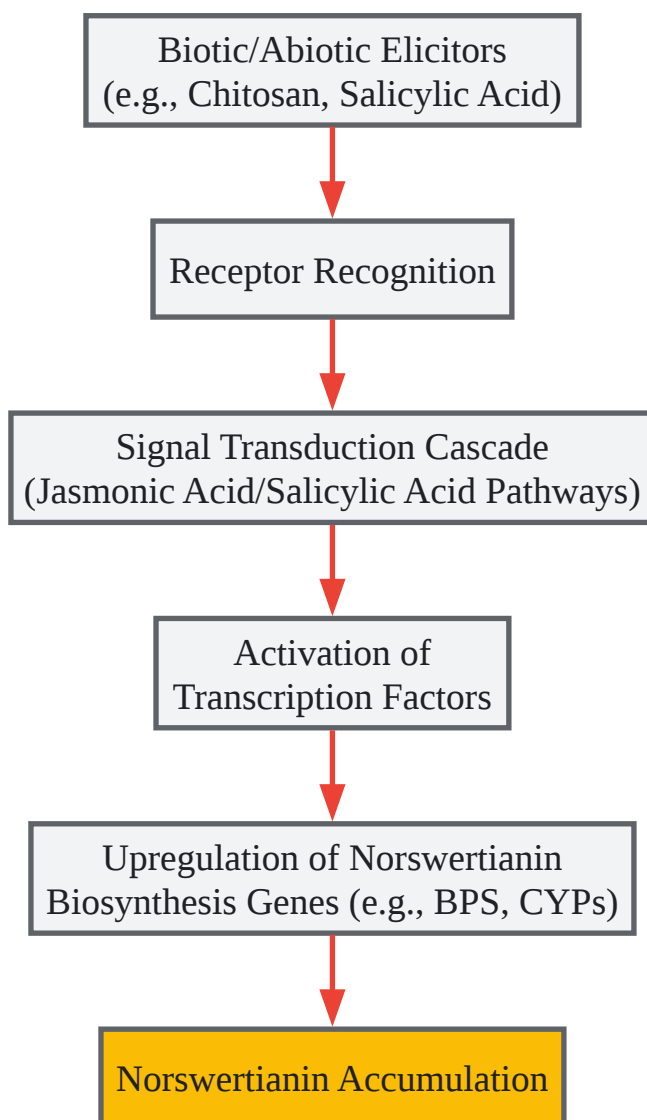 Biotic/Abiotic Elicitors
(e.g., Chitosan, Salicylic Acid)
Receptor Recognition
Signal Transduction Cascade
(Jasmonic Acid/Salicylic Acid Pathways)
Activation of
Transcription Factors
Upregulation of Norswertianin
Biosynthesis Genes (e.g., BPS, CYPs)
Norswertianin Accumulation